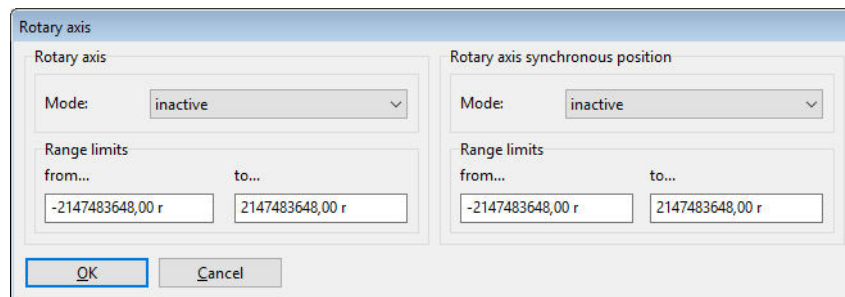 Rotary axis
Rotary axis
Rotary axis synchronous position
Mode:
inactive
Mode:
inactive
Range limits
from...
to...
-2147483648,00 r
2147483648,00 r
Range limits
from...
to...
-2147483648,00 r
2147483648,00 r
OK
Cancel